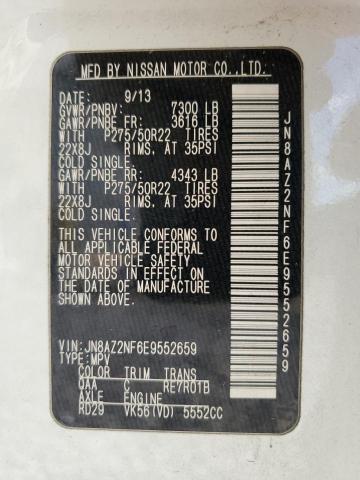 MFD BY NISSAN MOTOR CO.,LTD.
DATE: 9/13
GVWR/PNBV: 7300 LB
GAWR/PNBE FR: 3616 LB
WITH P275/50R22 TIRES
22X8J RIMS, AT 35PSI
COLD SINGLE.
GAWR/PNBE RR: 4343 LB
WITH P275/50R22 TIRES
22X8J RIMS, AT 35PSI
COLD SINGLE.
THIS VEHICLE CONFORMS TO
ALL APPLICABLE FEDERAL
MOTOR VEHICLE SAFETY
STANDARDS IN EFFECT ON
THE DATE OF MANUFACTURE
SHOWN ABOVE.
VIN:JN8AZ2NF6E9552659
TYPE:MPV
COLOR TRIM TRANS
QAA C RE7R01B
AXLE ENGINE
RD29 VK56(VD) 5552CC
JN8AZ2NF6E9552659